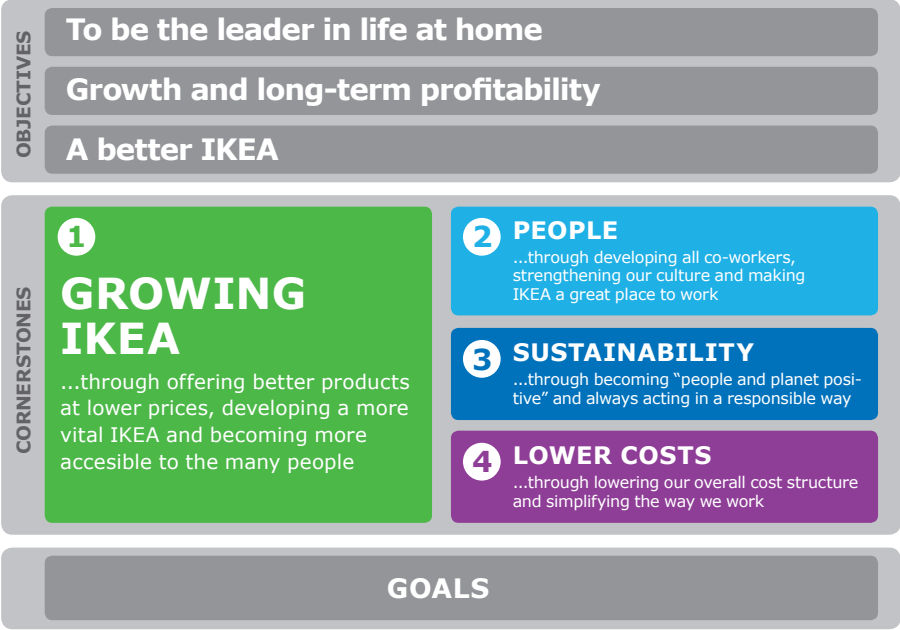 OBJECTIVES
To be the leader in life at home
Growth and long-term profitability
A better IKEA
CORNERSTONES
1
GROWING
IKEA
...through offering better products
at lower prices, developing a more
vital IKEA and becoming more
accesible to the many people
2
PEOPLE
...through developing all co-workers,
strengthening our culture and making
IKEA a great place to work
3
SUSTAINABILITY
...through becoming “people and planet posi-
tive” and always acting in a responsible way
4
LOWER COSTS
...through lowering our overall cost structure
and simplifying the way we work
GOALS